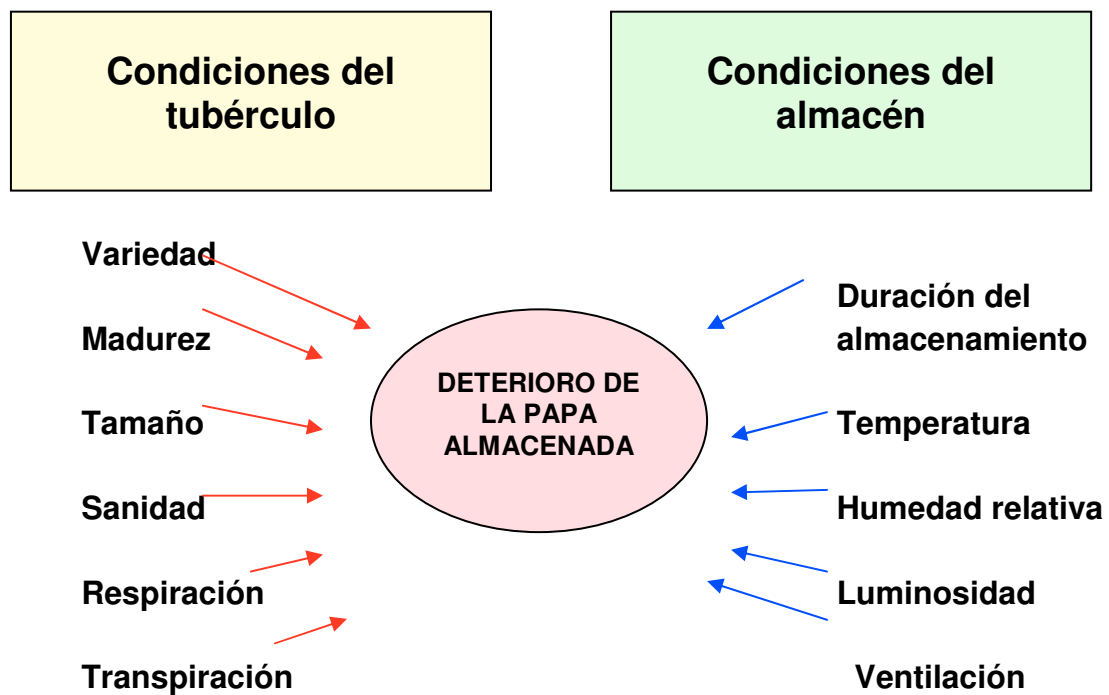 Condiciones del
tubérculo
Condiciones del
almacén
Variedad
Madurez
Tamaño
Sanidad
Respiración
Transpiración
DETERIORO DE
LA PAPA
ALMACENADA
Duración del
almacenamiento
Temperatura
Humedad relativa
Luminosidad
Ventilación